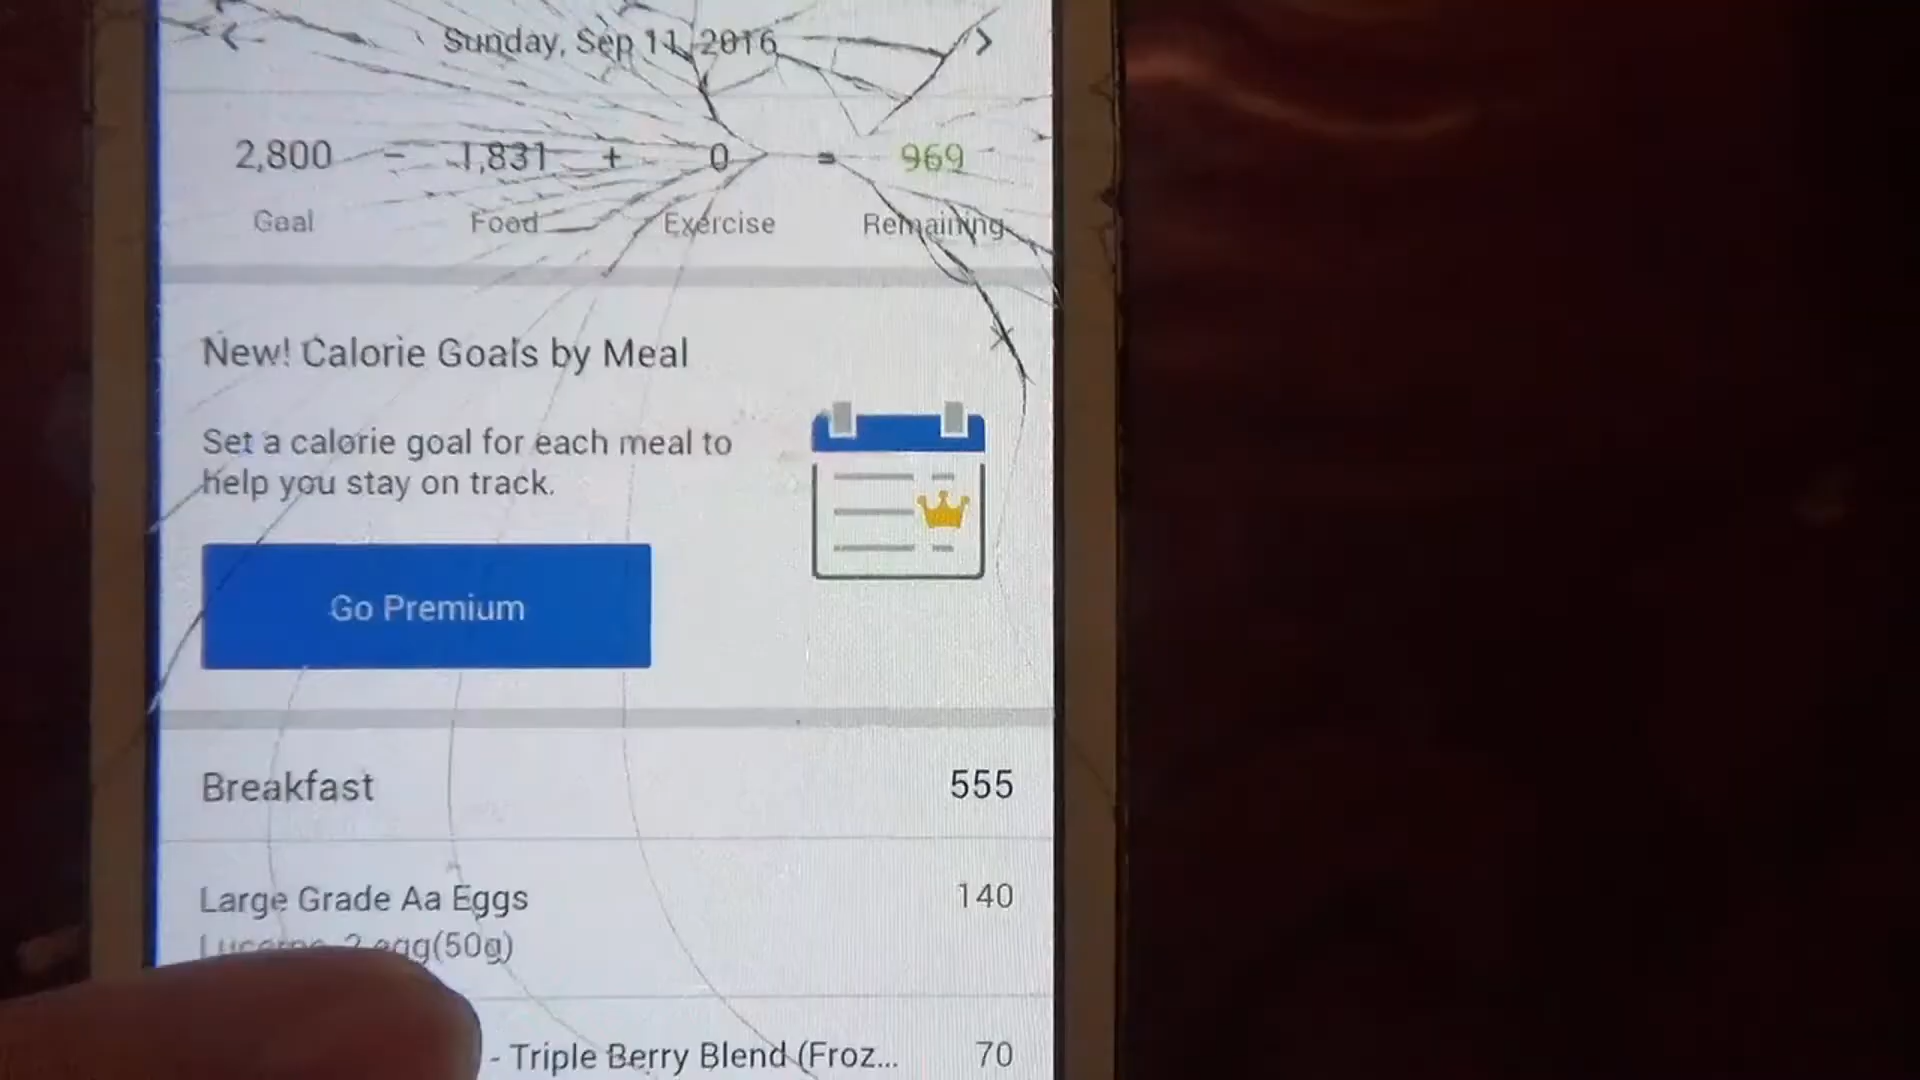 Sunday, Sep 11, 2016
2,800 - 1,831 + 0 = 969
Goal Food Exercise Remaining
New! Calorie Goals by Meal
Set a calorie goal for each meal to
help you stay on track.
Go Premium
Breakfast 555
Large Grade Aa Eggs 140
Lucerne, 2 egg(50g)
- Triple Berry Blend (Froz... 70